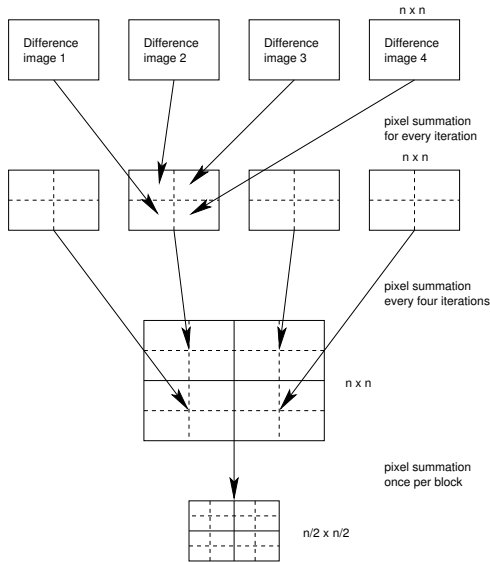 n x n
Difference
image 1
Difference
image 2
Difference
image 3
Difference
image 4
pixel summation
for every iteration
n x n
pixel summation
every four iterations
n x n
pixel summation
once per block
n/2 x n/2